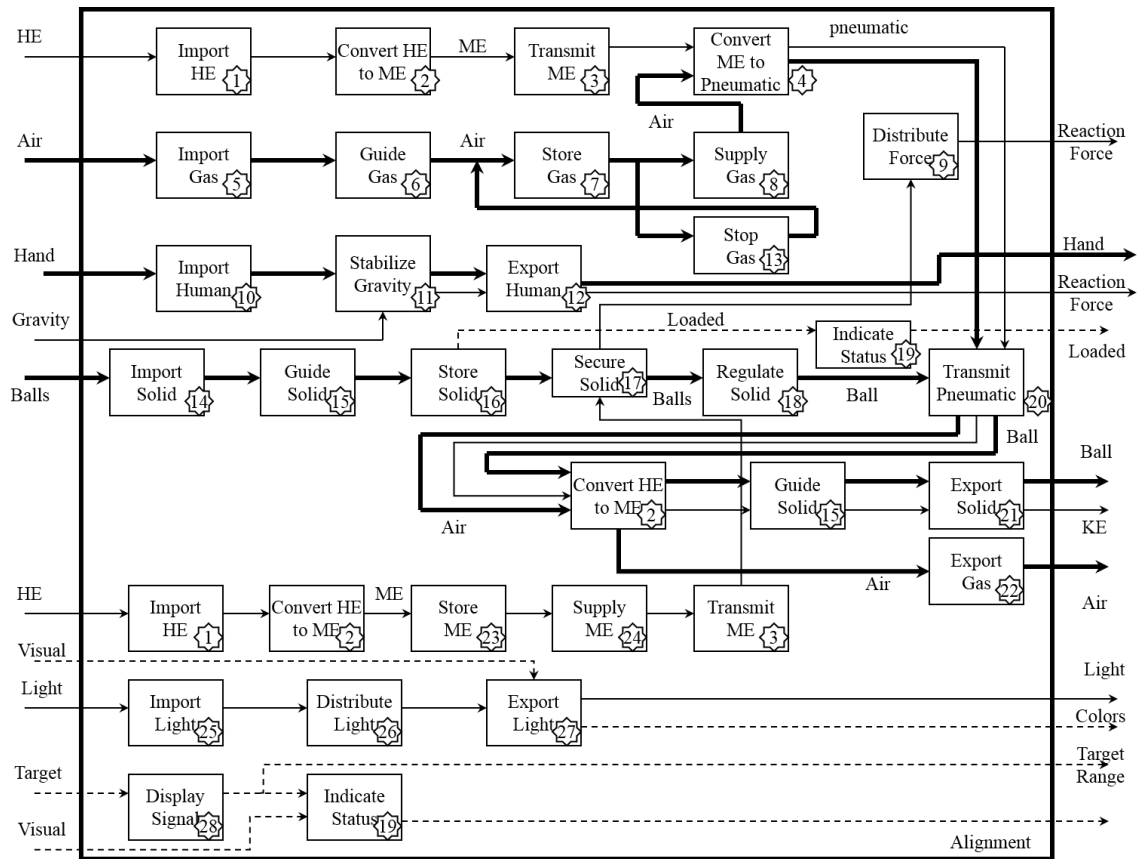 HE
Import
HE
1
Convert HE
to ME
2
ME
Transmit
ME
3
Convert
ME to
Pneumatic
4
pneumatic
Air
Import
Gas
5
Guide
Gas
6
Air
Store
Gas
7
Air
Supply
Gas
8
Distribute
Force
9
Reaction
Force
Stop
Gas
13
Hand
Import
Human
10
Stabilize
Gravity
11
Export
Human
12
Hand
Reaction
Force
Gravity
Loaded
Indicate
Status
19
Loaded
Balls
Import
Solid
14
Guide
Solid
15
Store
Solid
16
Secure
Solid
17
Balls
Regulate
Solid
18
Ball
Transmit
Pneumatic
20
Ball
Air
Convert HE
to ME
2
Guide
Solid
15
Export
Solid
21
Ball
KE
Air
Export
Gas
22
Air
HE
Import
HE
1
Convert HE
to ME
2
ME
Store
ME
23
Supply
ME
24
Transmit
ME
3
Visual
Light
Import
Light
25
Distribute
Light
26
Export
Light
27
Light
Colors
Target
Display
Signal
28
Indicate
Status
19
Target
Range
Visual
Alignment